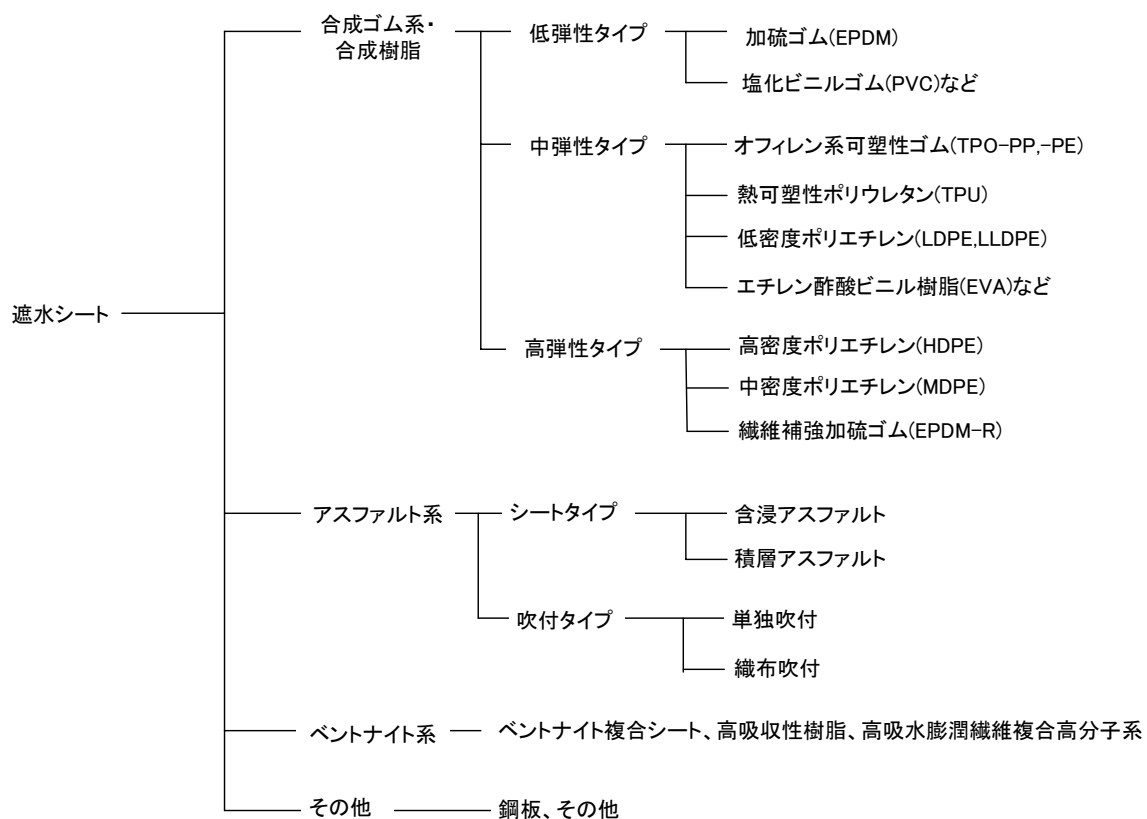 合成ゴム系・
合成樹脂
低弾性タイプ
加硫ゴム(EPDM)
塩化ビニルゴム(PVC)など
中弾性タイプ
オフィレン系可塑性ゴム(TPO-PP,-PE)
熱可塑性ポリウレタン(TPU)
低密度ポリエチレン(LDPE,LLDPE)
エチレン酢酸ビニル樹脂(EVA)など
遮水シート
高弾性タイプ
高密度ポリエチレン(HDPE)
中密度ポリエチレン(MDPE)
繊維補強加硫ゴム(EPDM-R)
アスファルト系
シートタイプ
含浸アスファルト
積層アスファルト
吹付タイプ
単独吹付
織布吹付
ベントナイト系
ベントナイト複合シート、高吸収性樹脂、高吸水膨潤繊維複合高分子系
その他
鋼板、その他